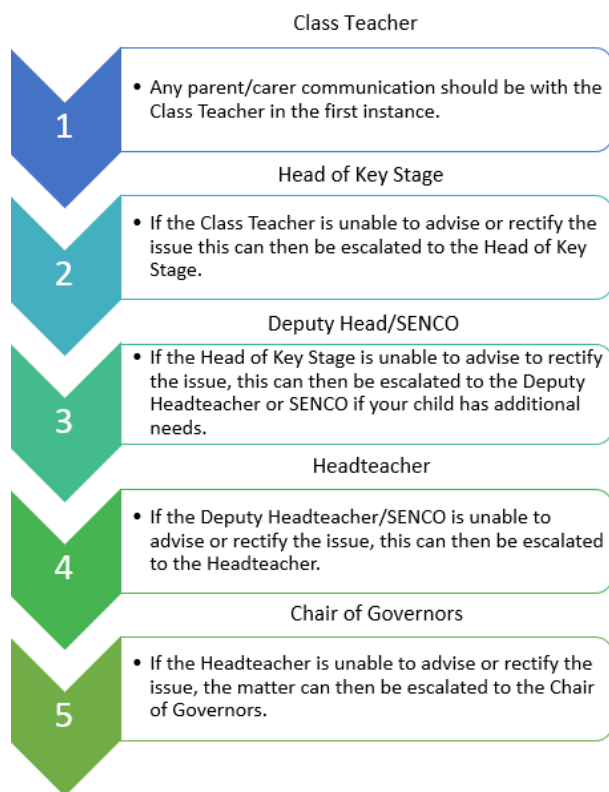 Class Teacher
1
• Any parent/carer communication should be with the
Class Teacher in the first instance.
Head of Key Stage
2
• If the Class Teacher is unable to advise or rectify the
issue this can then be escalated to the Head of Key
Stage.
Deputy Head/SENCO
3
• If the Head of Key Stage is unable to advise to rectify
the issue, this can then be escalated to the Deputy
Headteacher or SENCO if your child has additional
needs.
Headteacher
4
• If the Deputy Headteacher/SENCO is unable to
advise or rectify the issue, this can then be escalated
to the Headteacher.
Chair of Governors
5
• If the Headteacher is unable to advise or rectify the
issue, the matter can then be escalated to the Chair
of Governors.